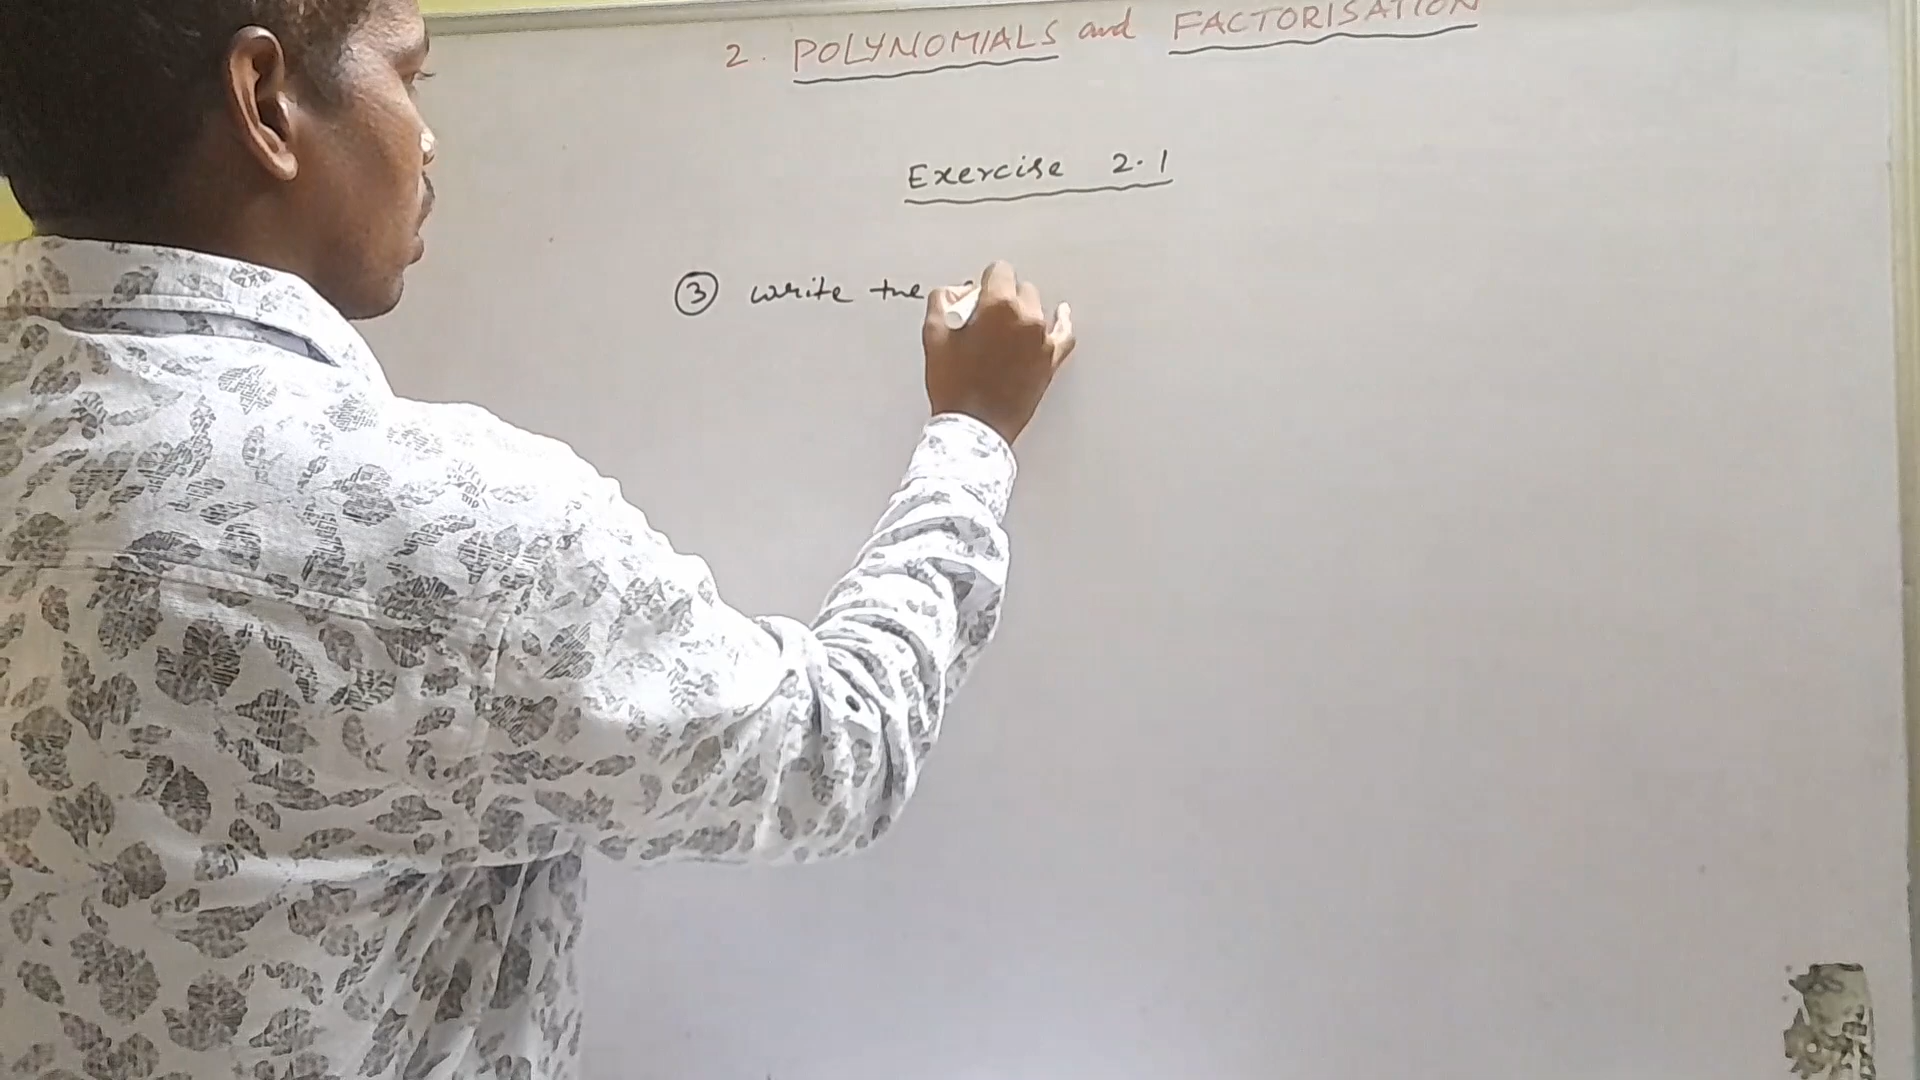 2. POLYNOMIALS and FACTORISATION
Exercise 2.1
③ write the